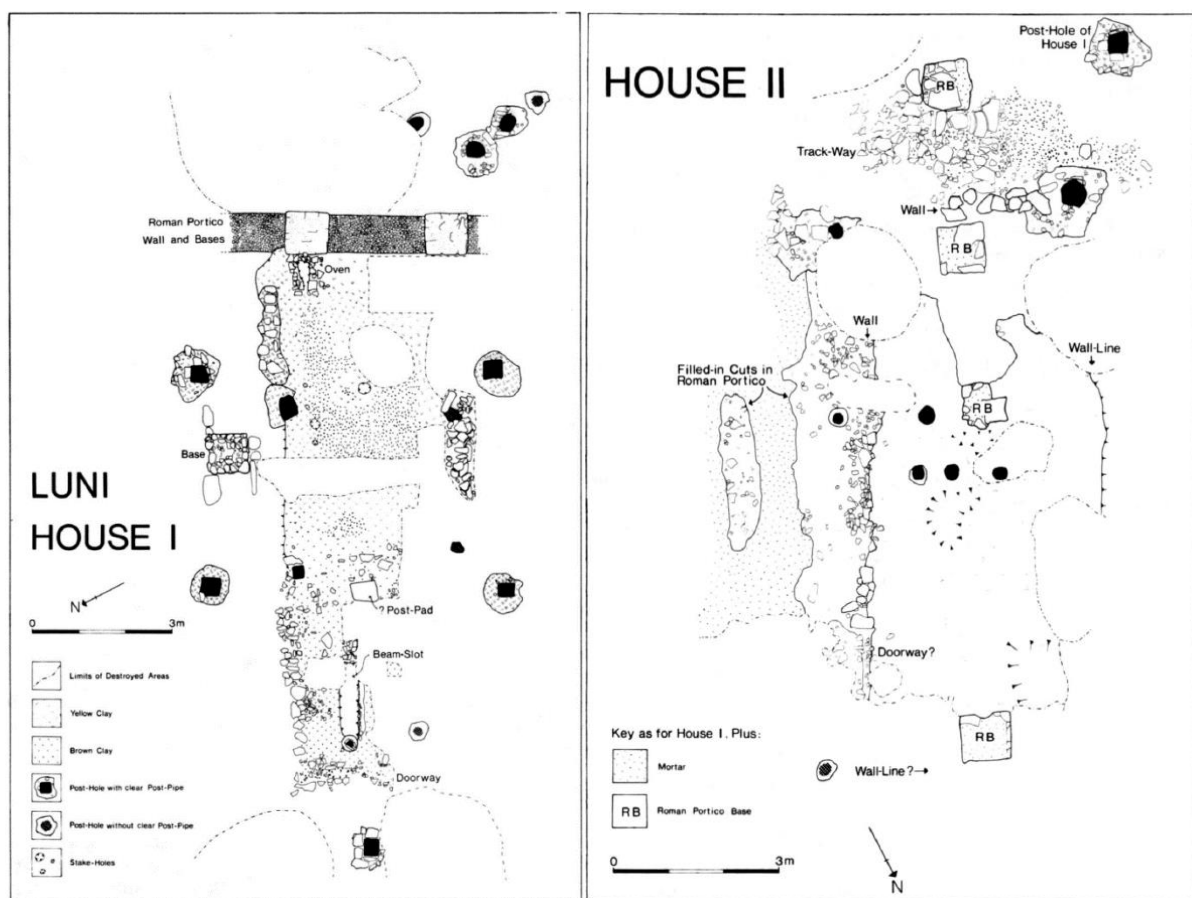 Roman Portico
Wall and Bases
Oven
Base
LUNI
HOUSE I
N
0 3m
? Post-Pad
Beam-Slot
Doorway
Limits of Destroyed Areas
Yellow Clay
Brown Clay
Post-Hole with clear Post-Pipe
Post-Hole without clear Post-Pipe
Stake-Holes
HOUSE II
Post-Hole of
House I
RB
Track-Way
Wall
RB
Wall
Wall-Line
Filled-in Cuts in
Roman Portico
RB
Doorway?
RB
Key as for House I. Plus:
Mortar
RB Roman Portico Base
Wall-Line?
0 3m
N